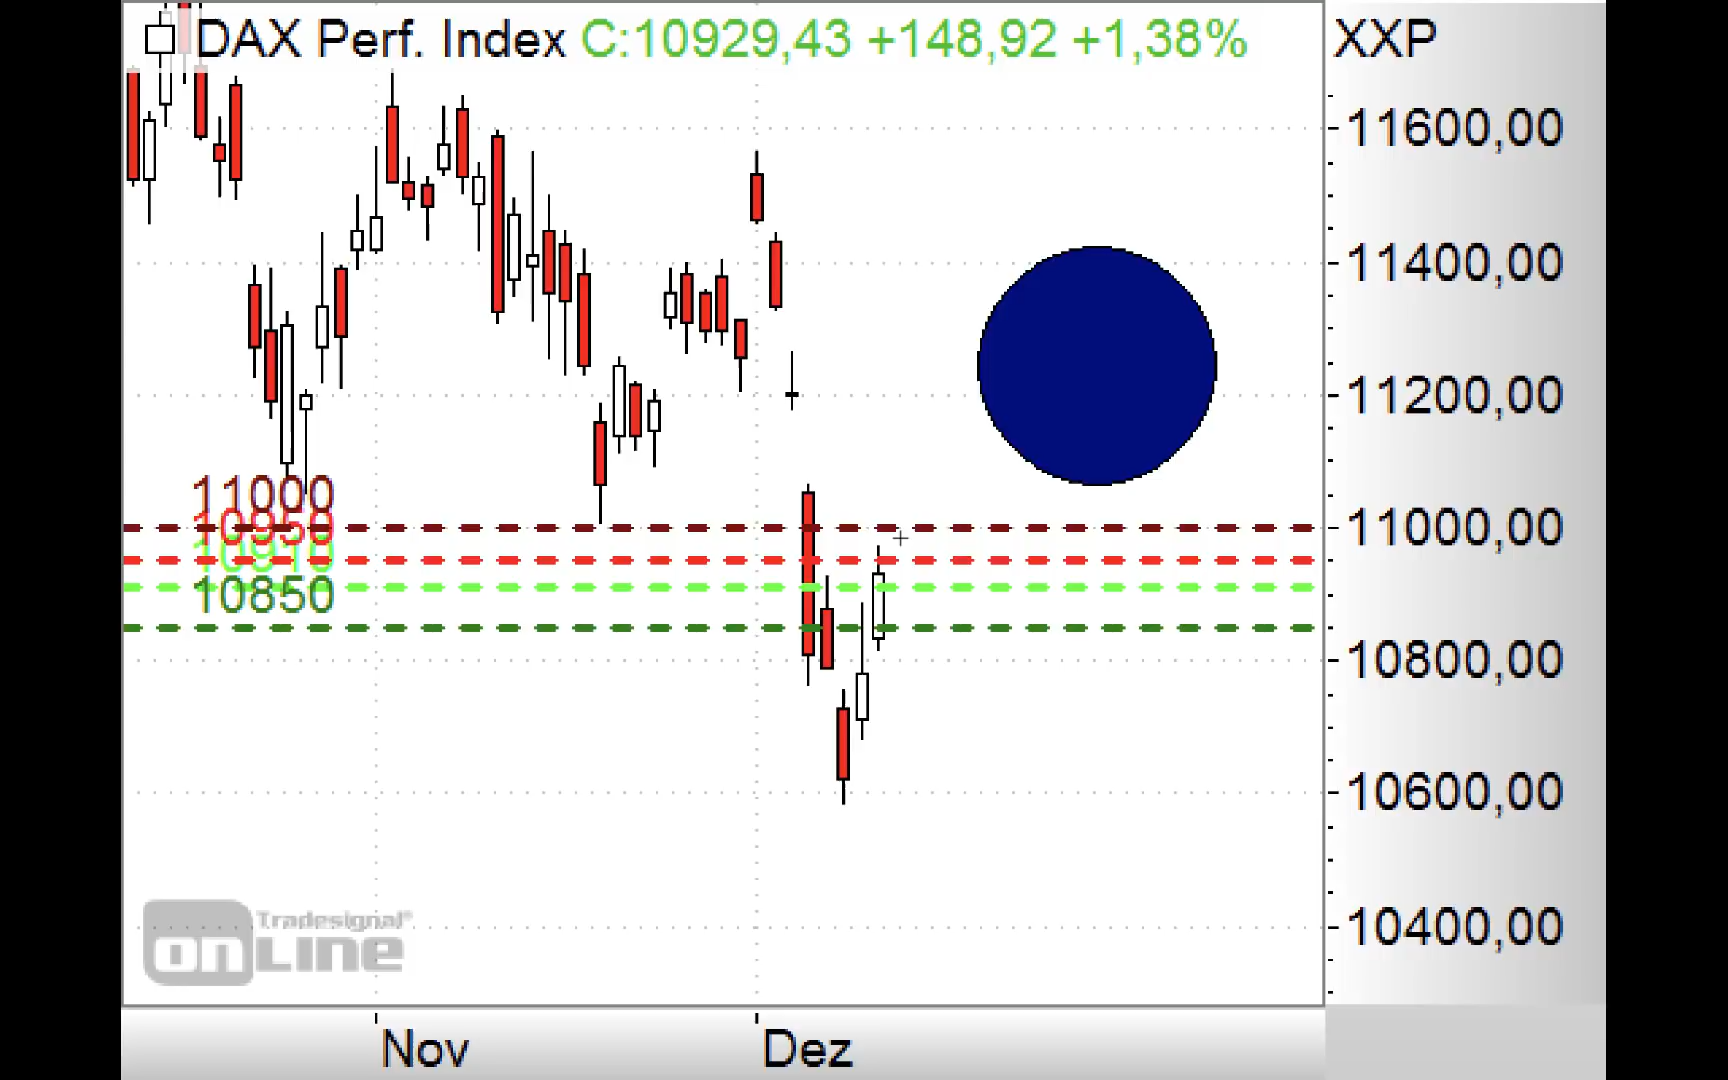 DAX Perf. Index C:10929,43 +148,92 +1,38%
XXP
11600,00
11400,00
11200,00
11000,00
10800,00
10600,00
10400,00
11000
10950
10910
10850
Tradesignal®
onLine
Nov
Dez